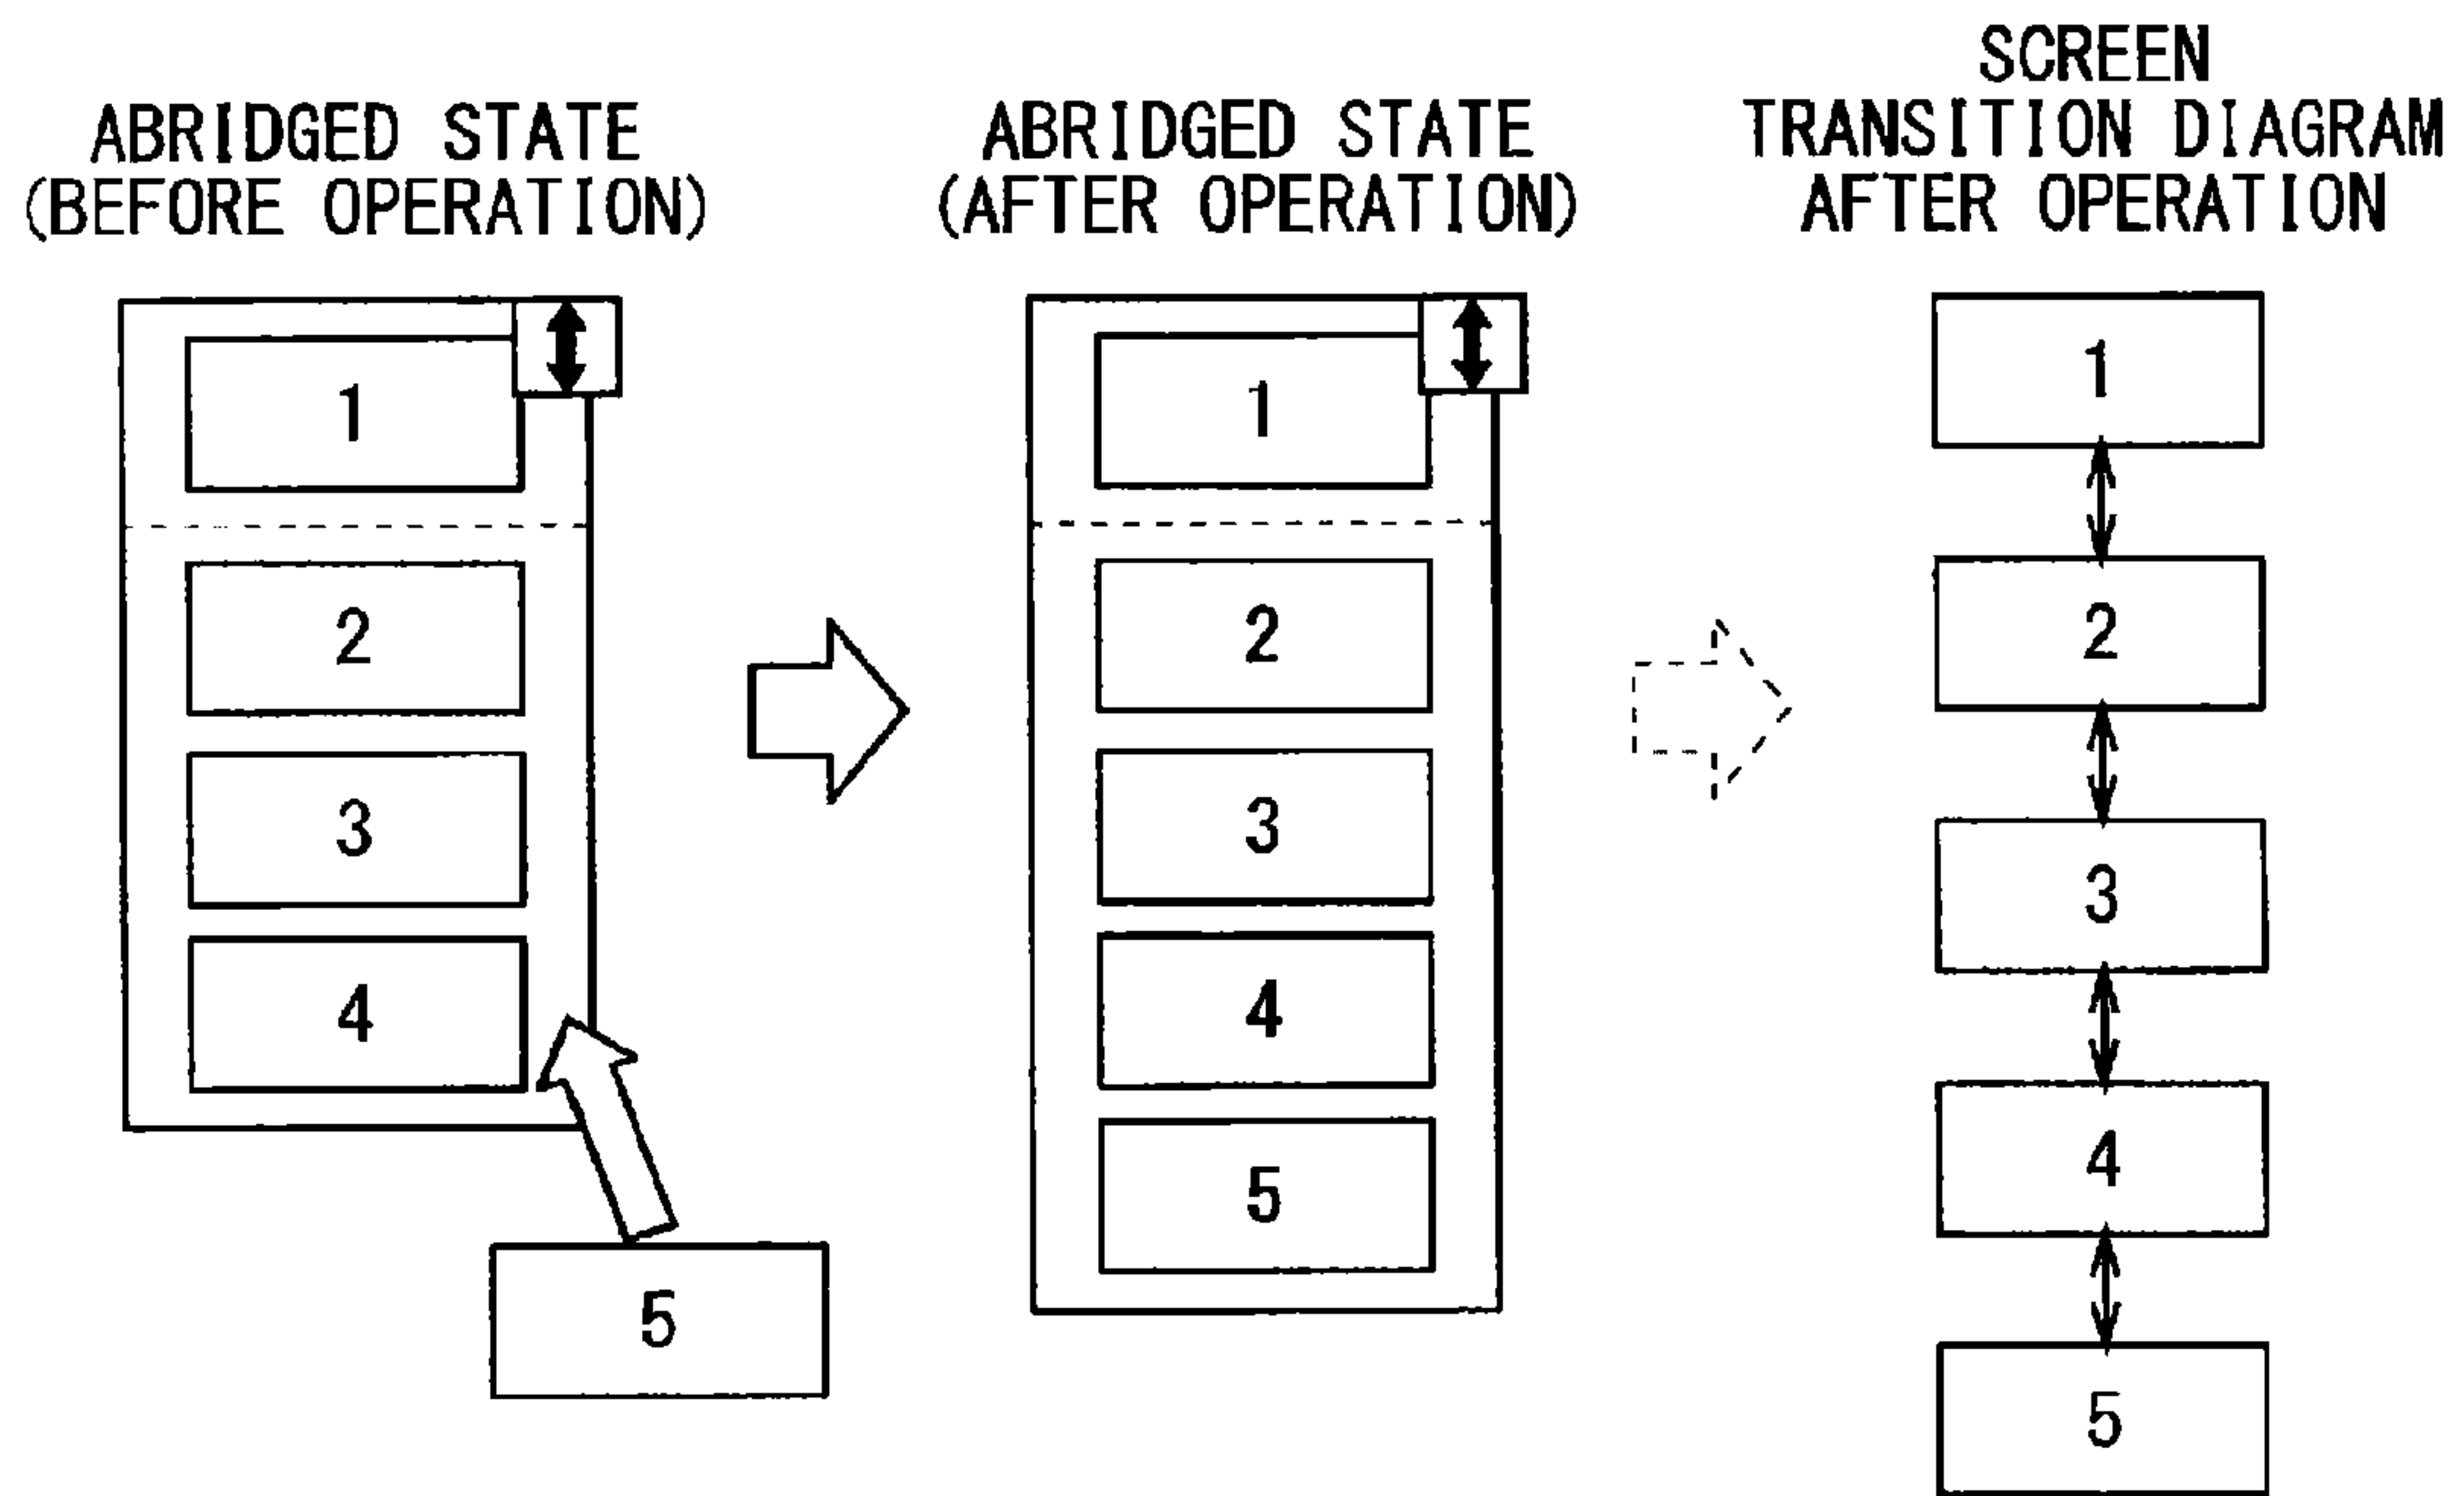 ABRIDGED STATE
(BEFORE OPERATION)
1
2
3
4
5
ABRIDGED STATE
(AFTER OPERATION)
1
2
3
4
5
SCREEN
TRANSITION DIAGRAM
AFTER OPERATION
1
2
3
4
5